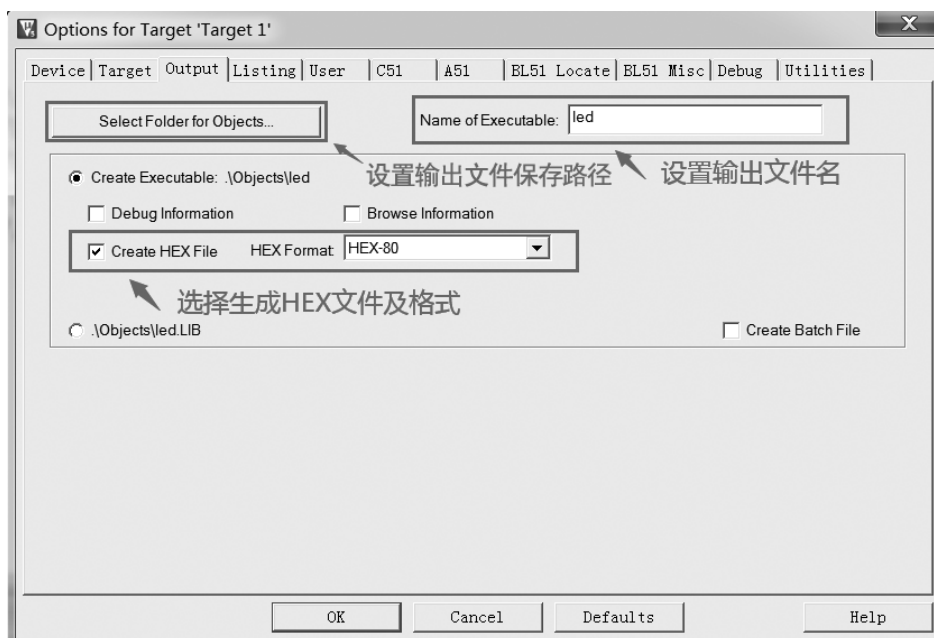 Options for Target 'Target 1'
X
Device Target Output Listing User C51 A51 BL51 Locate BL51 Misc Debug Utilities
Select Folder for Objects...
Name of Executable: led
设置输出文件保存路径
设置输出文件名
Create Executable: .\Objects\led
Debug Information
Browse Information
Create HEX File
HEX Format: HEX-80
选择生成HEX文件及格式
.\Objects\led.LIB
Create Batch File
OK
Cancel
Defaults
Help